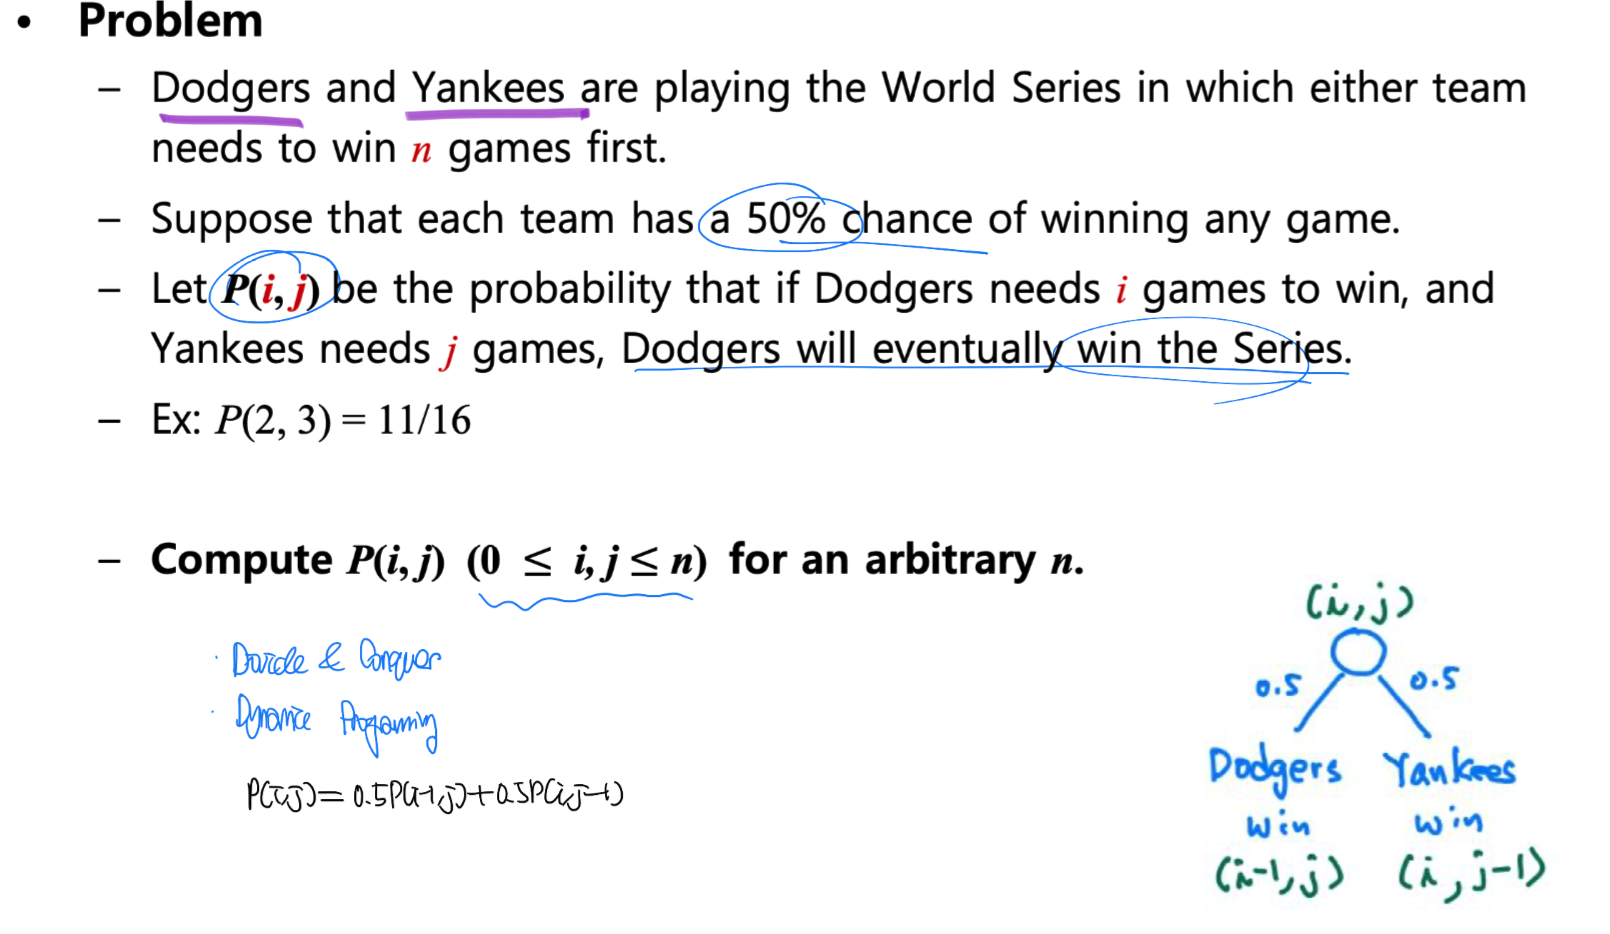 • Problem
– Dodgers and Yankees are playing the World Series in which either team
needs to win n games first.
– Suppose that each team has a 50% chance of winning any game.
– Let P(i, j) be the probability that if Dodgers needs i games to win, and
Yankees needs j games, Dodgers will eventually win the Series.
– Ex: P(2, 3) = 11/16
– Compute P(i, j) (0 ≤ i, j ≤ n) for an arbitrary n.
· Divide & Conquer
· Dynamic Programming
P(i,j)=0.5P(i-1,j)+0.5P(i,j-1)
(i,j)
0.5 0.5
Dodgers Yankees
win win
(i-1,j) (i,j-1)